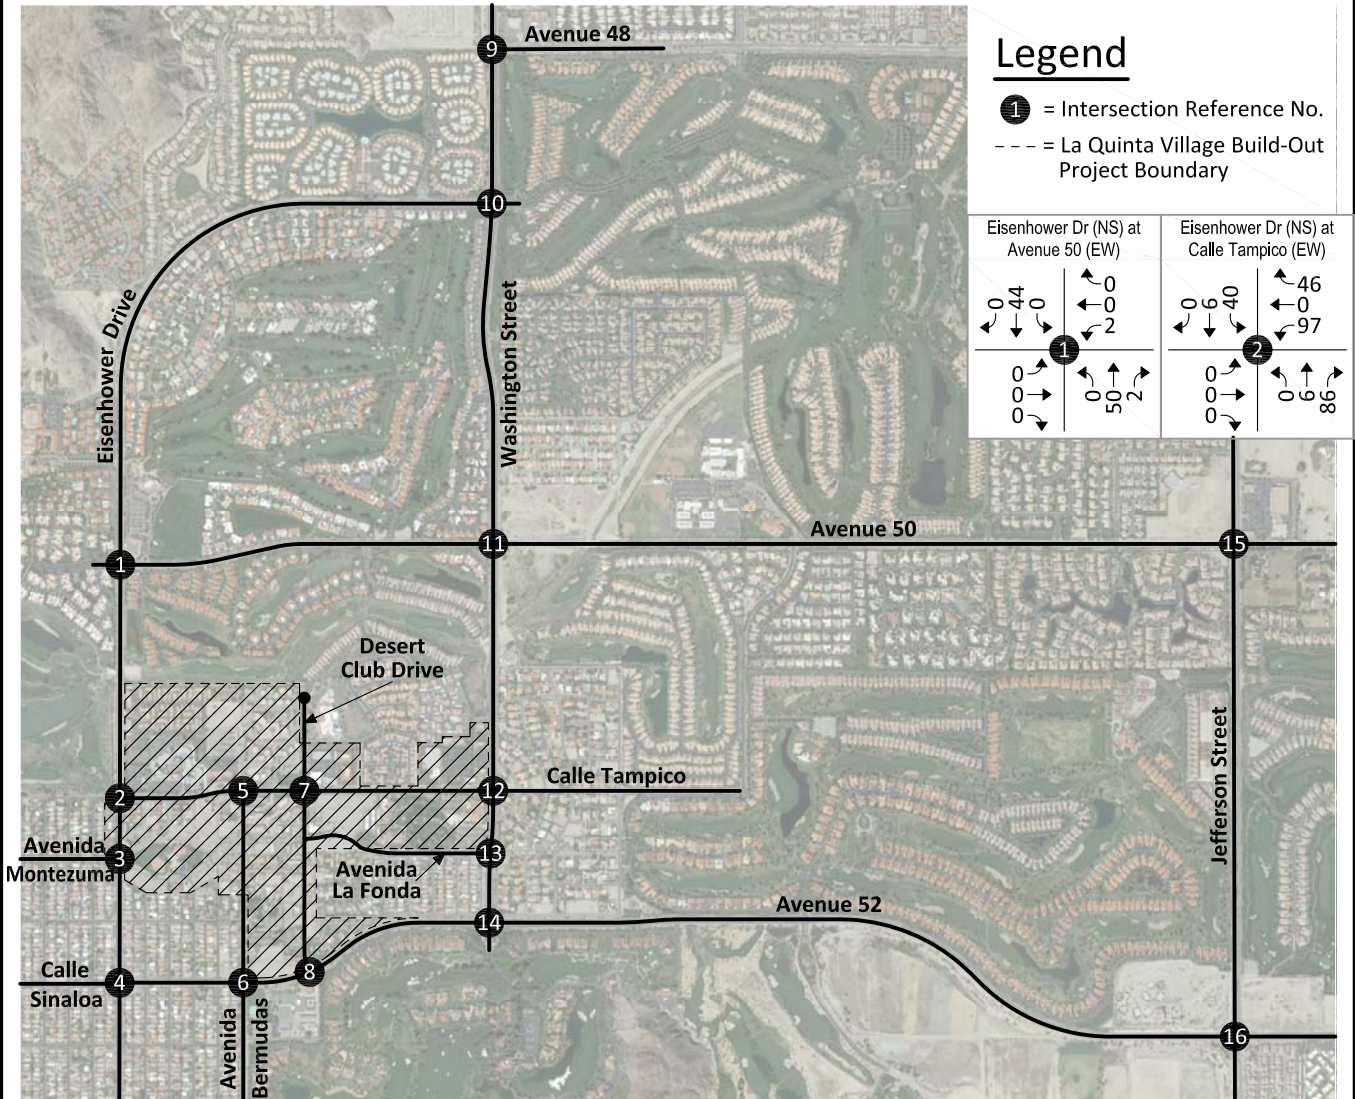 Avenue 48
9
Legend
1 = Intersection Reference No.
--- = La Quinta Village Build-Out
Project Boundary
10
Eisenhower Drive
Washington Street
Eisenhower Dr (NS) at
Avenue 50 (EW)
0 44 0
0
0
2
1
0
0
0
0 50 2
Eisenhower Dr (NS) at
Calle Tampico (EW)
0 6 40
46
0
97
2
0
0
0
0 6 86
Avenue 50
1
11
15
Desert
Club Drive
Jefferson Street
Calle Tampico
2
5
7
12
Avenida
Montezuma
3
13
Avenida
La Fonda
Avenue 52
14
Calle
Sinaloa
4
6
8
Avenida
Bermudas
16